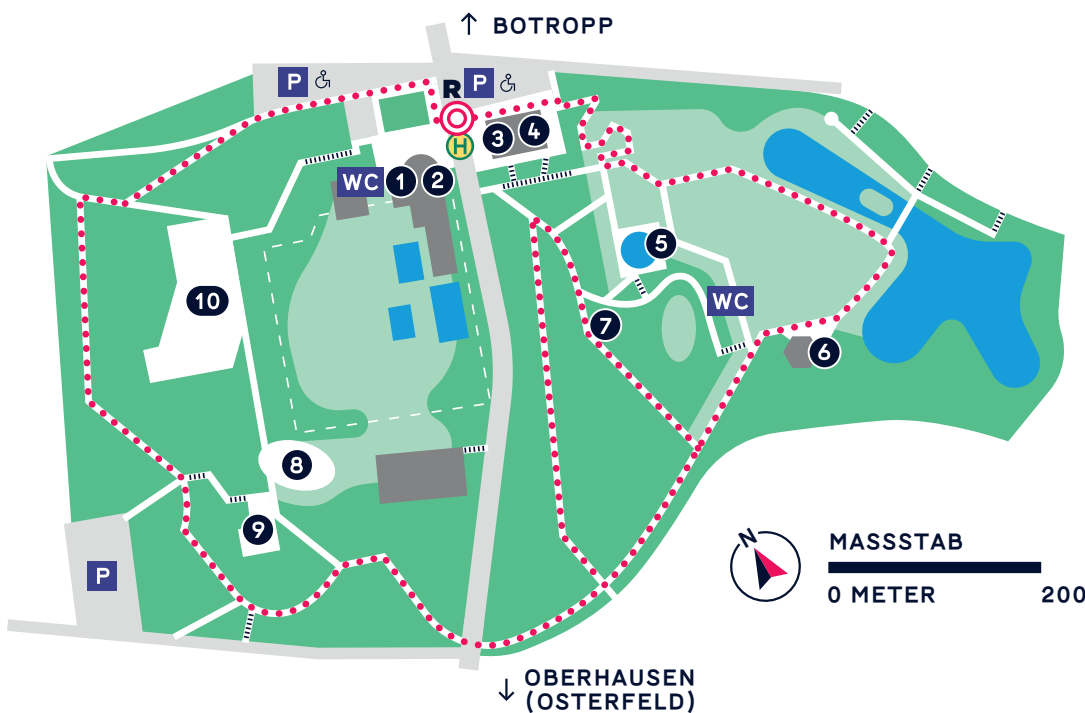 ↑ BOTROPP
P
R
P
H
3
4
WC
1
2
5
10
WC
7
6
8
9
P
N
MASSSTAB
0 METER 200
↓ OBERHAUSEN
(OSTERFELD)